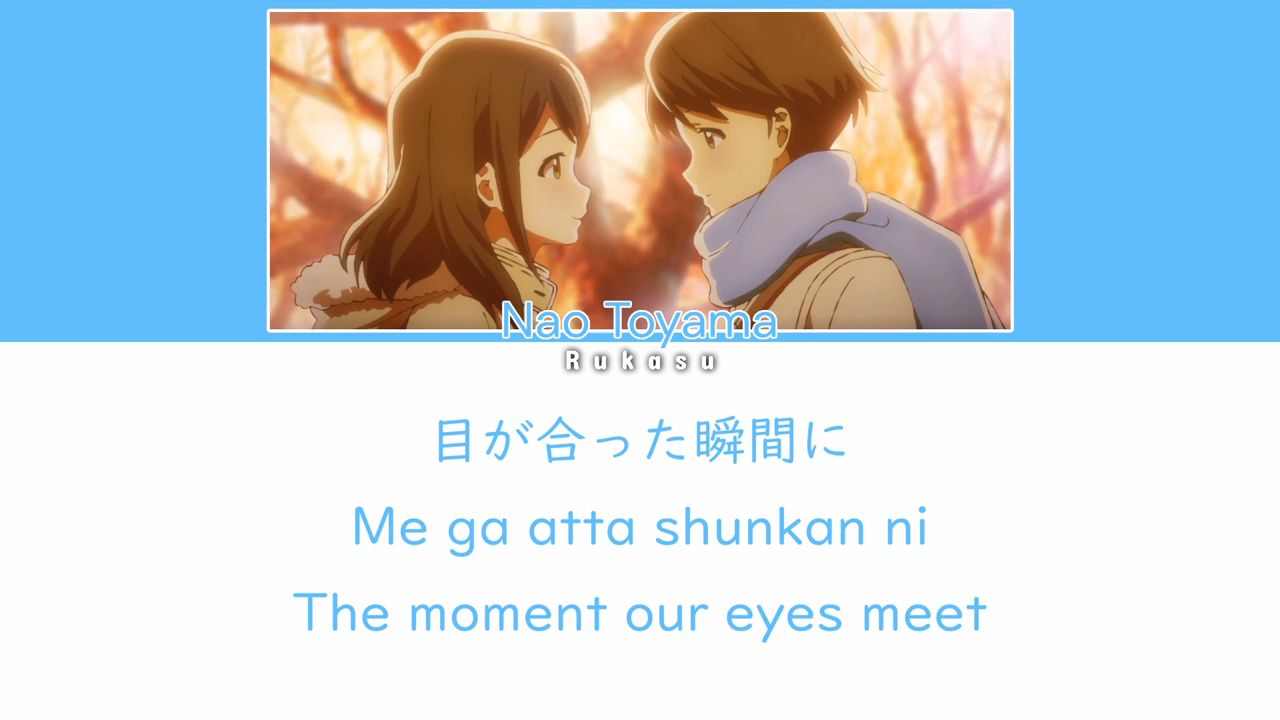 Nao Toyama
Rukasu
目が合った瞬間に
Me ga atta shunkan ni
The moment our eyes meet